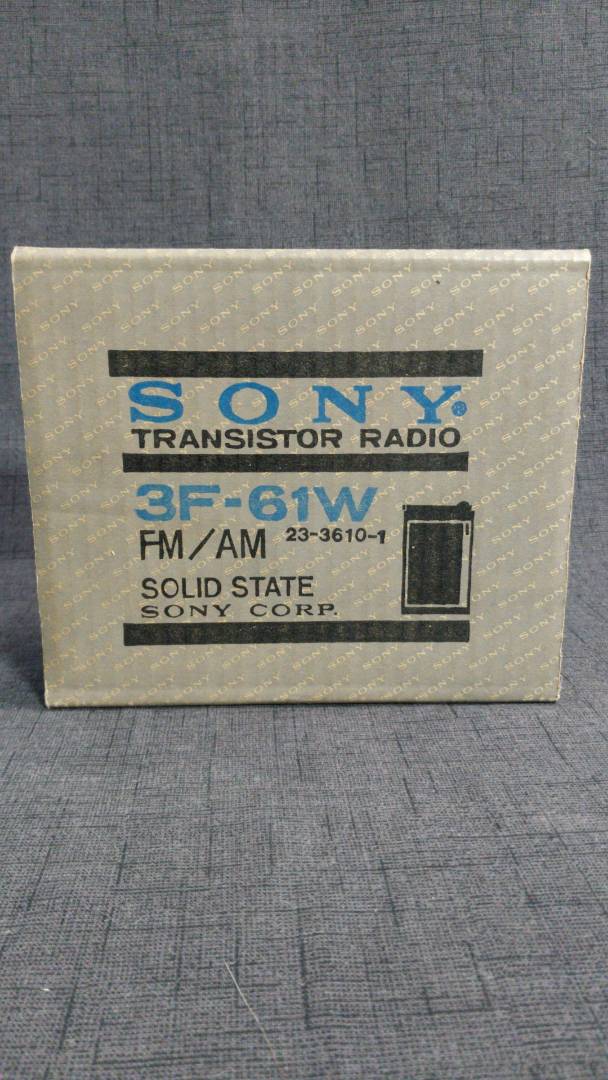 SONY®
TRANSISTOR RADIO
3F-61W
FM/AM 23-3610-1
SOLID STATE
SONY CORP.